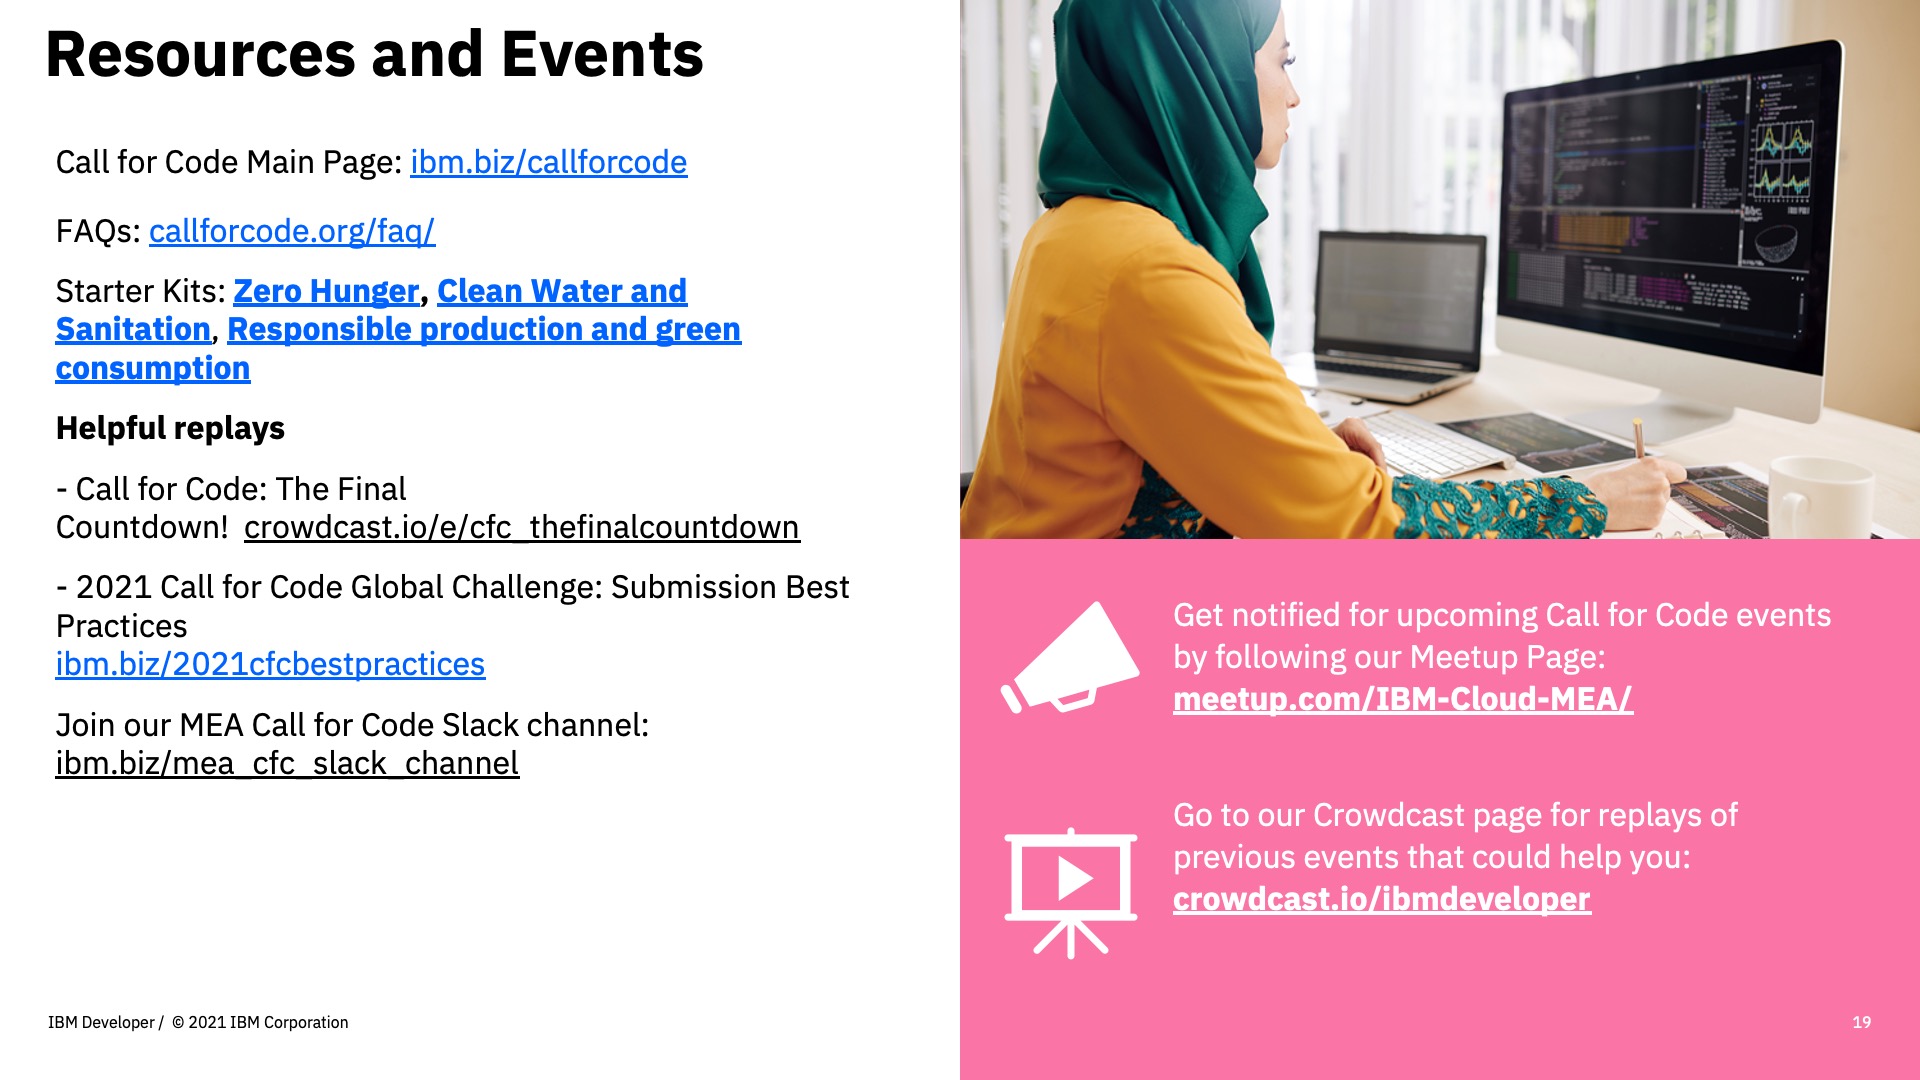 Resources and Events
Call for Code Main Page: ibm.biz/callforcode
FAQs: callforcode.org/faq/
Starter Kits: Zero Hunger, Clean Water and
Sanitation, Responsible production and green
consumption
Helpful replays
- Call for Code: The Final
Countdown!  crowdcast.io/e/cfc_thefinalcountdown
- 2021 Call for Code Global Challenge: Submission Best
Practices
ibm.biz/2021cfcbestpractices
Join our MEA Call for Code Slack channel:
ibm.biz/mea_cfc_slack_channel
Get notified for upcoming Call for Code events
by following our Meetup Page:
meetup.com/IBM-Cloud-MEA/
Go to our Crowdcast page for replays of
previous events that could help you:
crowdcast.io/ibmdeveloper
IBM Developer /  © 2021 IBM Corporation
19